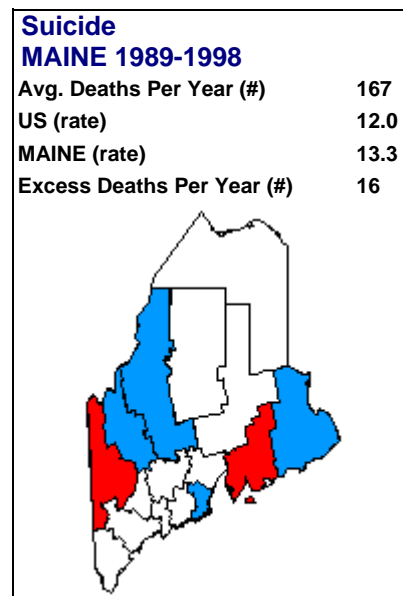 Suicide
MAINE 1989-1998
Avg. Deaths Per Year (#) 167
US (rate) 12.0
MAINE (rate) 13.3
Excess Deaths Per Year (#) 16